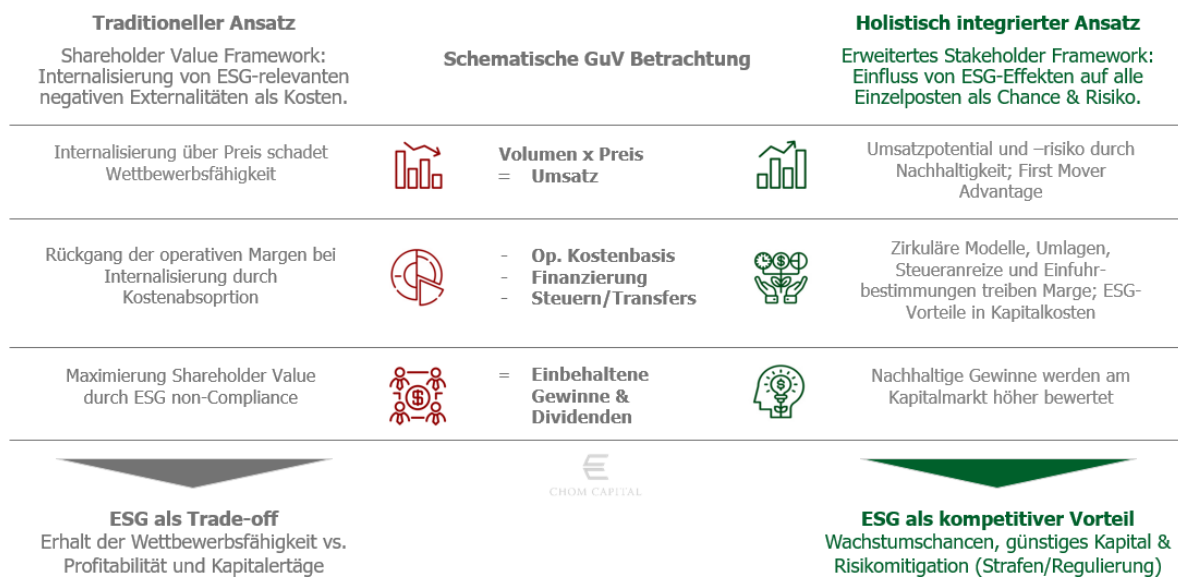 Traditioneller Ansatz
Shareholder Value Framework:
Internalisierung von ESG-relevanten
negativen Externalitäten als Kosten.
Schematische GuV Betrachtung
Holistisch integrierter Ansatz
Erweitertes Stakeholder Framework:
Einfluss von ESG-Effekten auf alle
Einzelposten als Chance & Risiko.
Internalisierung über Preis schadet
Wettbewerbsfähigkeit
Volumen x Preis
= Umsatz
Umsatzpotential und –risiko durch
Nachhaltigkeit; First Mover
Advantage
Rückgang der operativen Margen bei
Internalisierung durch
Kostenabsoprtion
- Op. Kostenbasis
- Finanzierung
- Steuern/Transfers
Zirkuläre Modelle, Umlagen,
Steueranreize und Einfuhr-
bestimmungen treiben Marge; ESG-
Vorteile in Kapitalkosten
Maximierung Shareholder Value
durch ESG non-Compliance
= Einbehaltene
Gewinne &
Dividenden
Nachhaltige Gewinne werden am
Kapitalmarkt höher bewertet
CHOM CAPITAL
ESG als Trade-off
Erhalt der Wettbewerbsfähigkeit vs.
Profitabilität und Kapitalertäge
ESG als kompetitiver Vorteil
Wachstumschancen, günstiges Kapital &
Risikomitigation (Strafen/Regulierung)